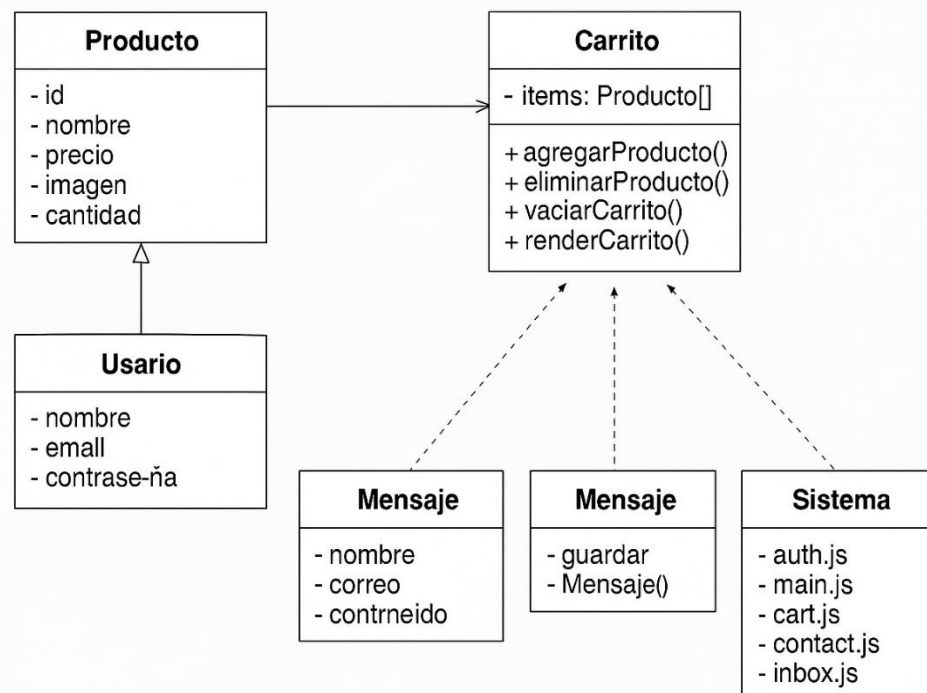 Producto
- id
- nombre
- precio
- imagen
- cantidad
Carrito
- items: Producto[]
+ agregarProducto()
+ eliminarProducto()
+ vaciarCarrito()
+ renderCarrito()
Usario
- nombre
- emall
- contrase-ňa
Mensaje
- nombre
- correo
- contrneido
Mensaje
- guardar
- Mensaje()
Sistema
- auth.js
- main.js
- cart.js
- contact.js
- inbox.js